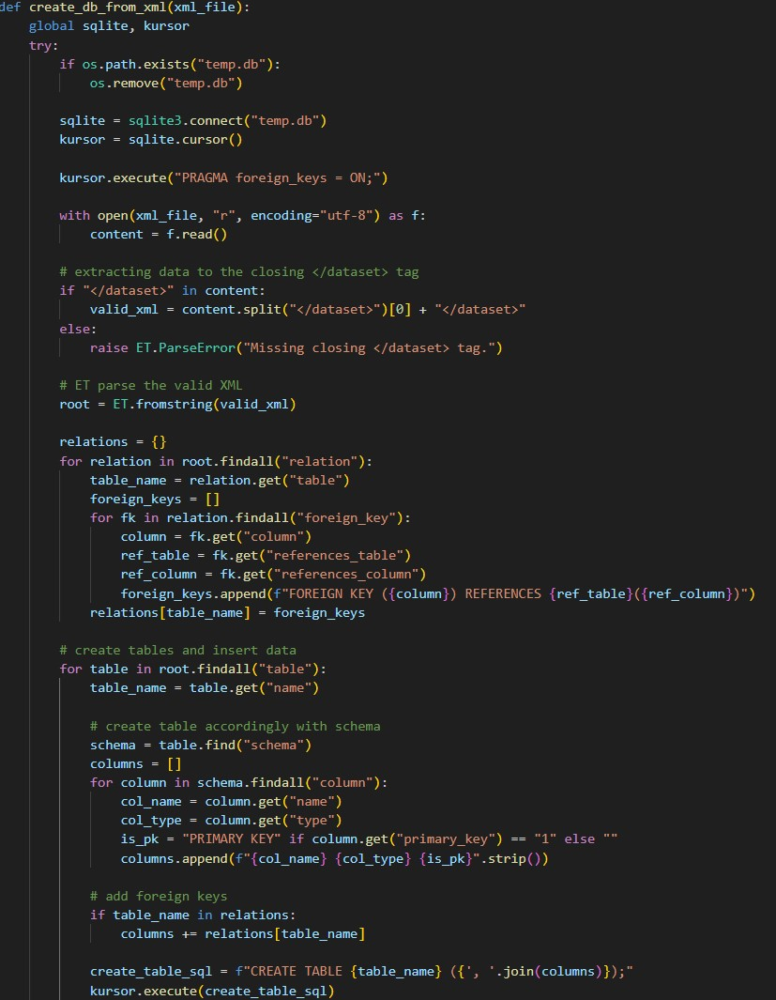 def create_db_from_xml(xml_file):
    global sqlite, kursor
    try:
        if os.path.exists("temp.db"):
            os.remove("temp.db")

        sqlite = sqlite3.connect("temp.db")
        kursor = sqlite.cursor()

        kursor.execute("PRAGMA foreign_keys = ON;")

        with open(xml_file, "r", encoding="utf-8") as f:
            content = f.read()

        # extracting data to the closing </dataset> tag
        if "</dataset>" in content:
            valid_xml = content.split("</dataset>")[0] + "</dataset>"
        else:
            raise ET.ParseError("Missing closing </dataset> tag.")

        # ET parse the valid XML
        root = ET.fromstring(valid_xml)

        relations = {}
        for relation in root.findall("relation"):
            table_name = relation.get("table")
            foreign_keys = []
            for fk in relation.findall("foreign_key"):
                column = fk.get("column")
                ref_table = fk.get("references_table")
                ref_column = fk.get("references_column")
                foreign_keys.append(f"FOREIGN KEY ({column}) REFERENCES {ref_table}({ref_column})")
            relations[table_name] = foreign_keys

        # create tables and insert data
        for table in root.findall("table"):
            table_name = table.get("name")

            # create table accordingly with schema
            schema = table.find("schema")
            columns = []
            for column in schema.findall("column"):
                col_name = column.get("name")
                col_type = column.get("type")
                is_pk = "PRIMARY KEY" if column.get("primary_key") == "1" else ""
                columns.append(f"{col_name} {col_type} {is_pk}".strip())

            # add foreign keys
            if table_name in relations:
                columns += relations[table_name]

            create_table_sql = f"CREATE TABLE {table_name} ({', '.join(columns)});"
            kursor.execute(create_table_sql)